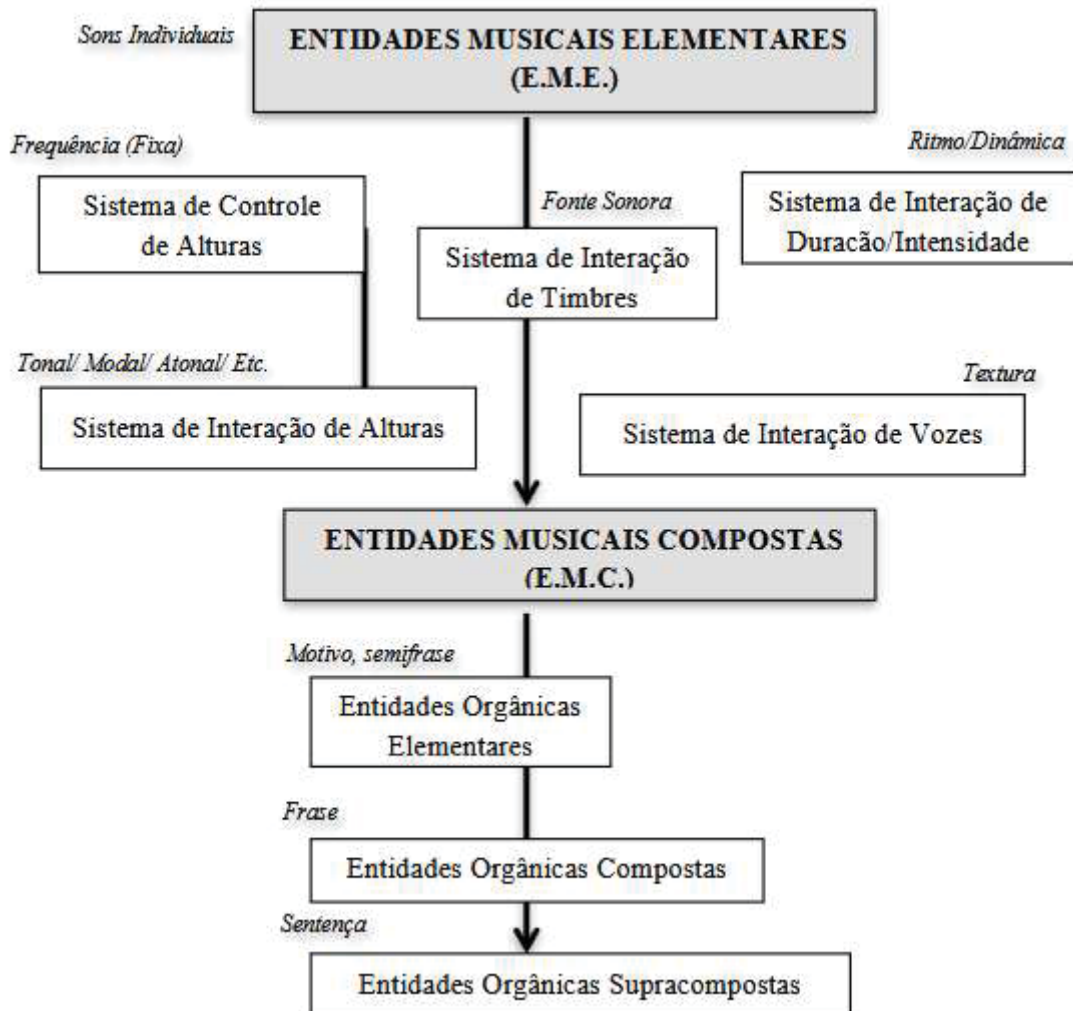 Sons Individuais
ENTIDADES MUSICAIS ELEMENTARES
(E.M.E.)
Frequência (Fixa)
Sistema de Controle
de Alturas
Fonte Sonora
Sistema de Interação
de Timbres
Ritmo/Dinâmica
Sistema de Interação de
Duracão/Intensidade
Tonal/ Modal/ Atonal/ Etc.
Sistema de Interação de Alturas
Textura
Sistema de Interação de Vozes
ENTIDADES MUSICAIS COMPOSTAS
(E.M.C.)
Motivo, semifrase
Entidades Orgânicas
Elementares
Frase
Entidades Orgânicas Compostas
Sentença
Entidades Orgânicas Supracompostas